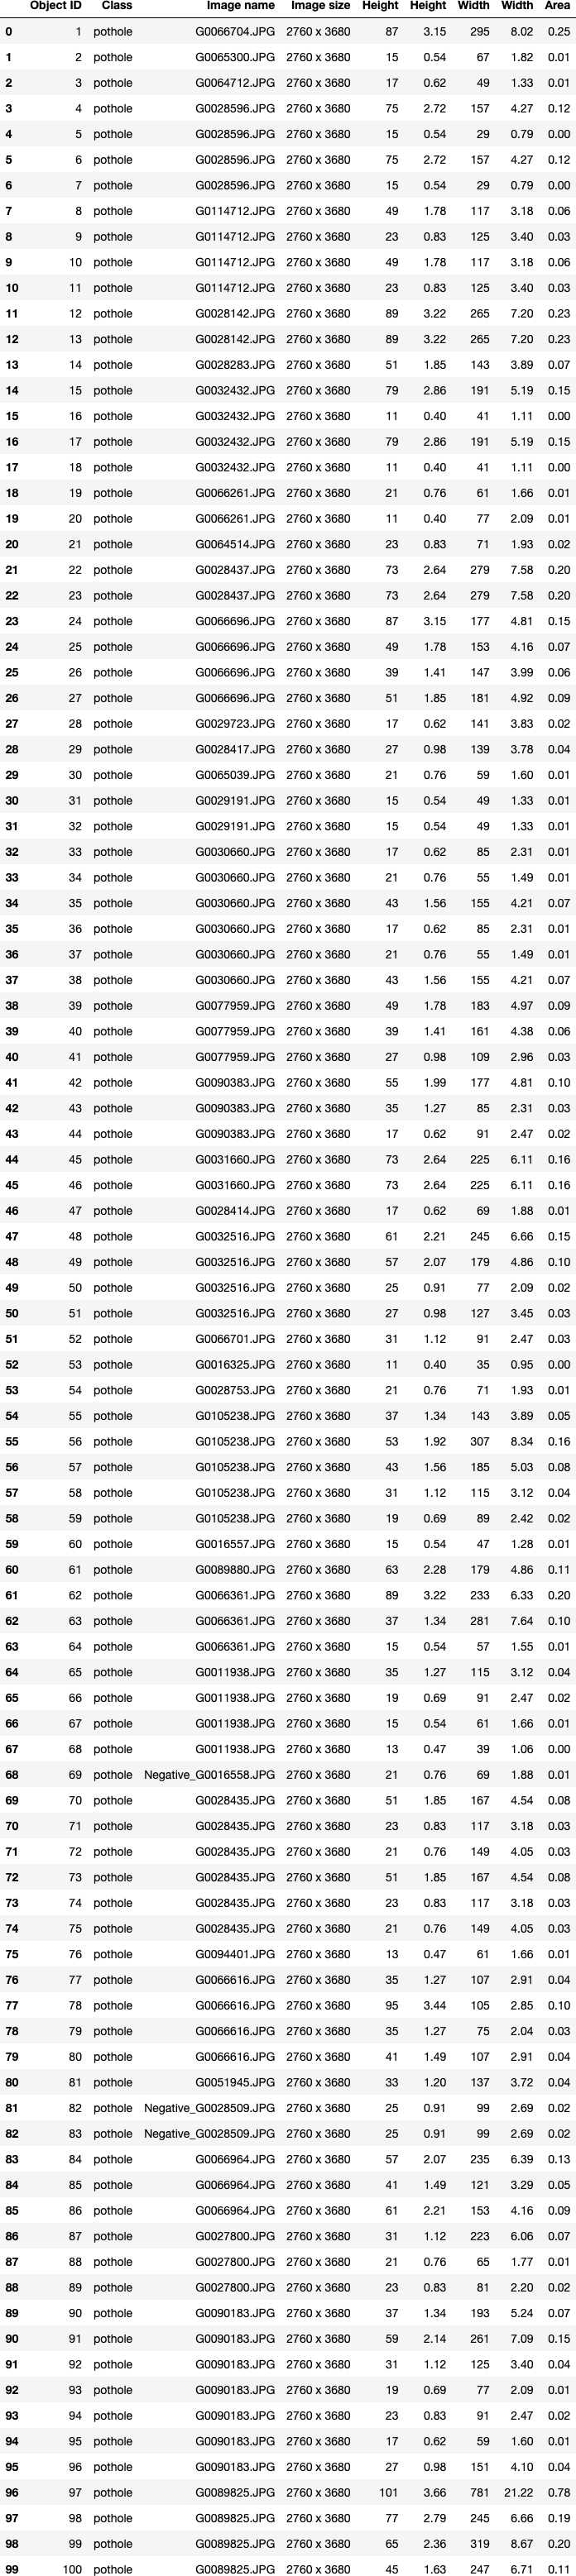 Object ID Class Image name Image size Height Height Width Width Area
0 1 pothole G0066704.JPG 2760 x 3680 87 3.15 295 8.02 0.25
1 2 pothole G0065300.JPG 2760 x 3680 15 0.54 67 1.82 0.01
2 3 pothole G0064712.JPG 2760 x 3680 17 0.62 49 1.33 0.01
3 4 pothole G0028596.JPG 2760 x 3680 75 2.72 157 4.27 0.12
4 5 pothole G0028596.JPG 2760 x 3680 15 0.54 29 0.79 0.00
5 6 pothole G0028596.JPG 2760 x 3680 75 2.72 157 4.27 0.12
6 7 pothole G0028596.JPG 2760 x 3680 15 0.54 29 0.79 0.00
7 8 pothole G0114712.JPG 2760 x 3680 49 1.78 117 3.18 0.06
8 9 pothole G0114712.JPG 2760 x 3680 23 0.83 125 3.40 0.03
9 10 pothole G0114712.JPG 2760 x 3680 49 1.78 117 3.18 0.06
10 11 pothole G0114712.JPG 2760 x 3680 23 0.83 125 3.40 0.03
11 12 pothole G0028142.JPG 2760 x 3680 89 3.22 265 7.20 0.23
12 13 pothole G0028142.JPG 2760 x 3680 89 3.22 265 7.20 0.23
13 14 pothole G0028283.JPG 2760 x 3680 51 1.85 143 3.89 0.07
14 15 pothole G0032432.JPG 2760 x 3680 79 2.86 191 5.19 0.15
15 16 pothole G0032432.JPG 2760 x 3680 11 0.40 41 1.11 0.00
16 17 pothole G0032432.JPG 2760 x 3680 79 2.86 191 5.19 0.15
17 18 pothole G0032432.JPG 2760 x 3680 11 0.40 41 1.11 0.00
18 19 pothole G0066261.JPG 2760 x 3680 21 0.76 61 1.66 0.01
19 20 pothole G0066261.JPG 2760 x 3680 11 0.40 77 2.09 0.01
20 21 pothole G0064514.JPG 2760 x 3680 23 0.83 71 1.93 0.02
21 22 pothole G0028437.JPG 2760 x 3680 73 2.64 279 7.58 0.20
22 23 pothole G0028437.JPG 2760 x 3680 73 2.64 279 7.58 0.20
23 24 pothole G0066696.JPG 2760 x 3680 87 3.15 177 4.81 0.15
24 25 pothole G0066696.JPG 2760 x 3680 49 1.78 153 4.16 0.07
25 26 pothole G0066696.JPG 2760 x 3680 39 1.41 147 3.99 0.06
26 27 pothole G0066696.JPG 2760 x 3680 51 1.85 181 4.92 0.09
27 28 pothole G0029723.JPG 2760 x 3680 17 0.62 141 3.83 0.02
28 29 pothole G0028417.JPG 2760 x 3680 27 0.98 139 3.78 0.04
29 30 pothole G0065039.JPG 2760 x 3680 21 0.76 59 1.60 0.01
30 31 pothole G0029191.JPG 2760 x 3680 15 0.54 49 1.33 0.01
31 32 pothole G0029191.JPG 2760 x 3680 15 0.54 49 1.33 0.01
32 33 pothole G0030660.JPG 2760 x 3680 17 0.62 85 2.31 0.01
33 34 pothole G0030660.JPG 2760 x 3680 21 0.76 55 1.49 0.01
34 35 pothole G0030660.JPG 2760 x 3680 43 1.56 155 4.21 0.07
35 36 pothole G0030660.JPG 2760 x 3680 17 0.62 85 2.31 0.01
36 37 pothole G0030660.JPG 2760 x 3680 21 0.76 55 1.49 0.01
37 38 pothole G0030660.JPG 2760 x 3680 43 1.56 155 4.21 0.07
38 39 pothole G0077959.JPG 2760 x 3680 49 1.78 183 4.97 0.09
39 40 pothole G0077959.JPG 2760 x 3680 39 1.41 161 4.38 0.06
40 41 pothole G0077959.JPG 2760 x 3680 27 0.98 109 2.96 0.03
41 42 pothole G0090383.JPG 2760 x 3680 55 1.99 177 4.81 0.10
42 43 pothole G0090383.JPG 2760 x 3680 35 1.27 85 2.31 0.03
43 44 pothole G0090383.JPG 2760 x 3680 17 0.62 91 2.47 0.02
44 45 pothole G0031660.JPG 2760 x 3680 73 2.64 225 6.11 0.16
45 46 pothole G0031660.JPG 2760 x 3680 73 2.64 225 6.11 0.16
46 47 pothole G0028414.JPG 2760 x 3680 17 0.62 69 1.88 0.01
47 48 pothole G0032516.JPG 2760 x 3680 61 2.21 245 6.66 0.15
48 49 pothole G0032516.JPG 2760 x 3680 57 2.07 179 4.86 0.10
49 50 pothole G0032516.JPG 2760 x 3680 25 0.91 77 2.09 0.02
50 51 pothole G0032516.JPG 2760 x 3680 27 0.98 127 3.45 0.03
51 52 pothole G0066701.JPG 2760 x 3680 31 1.12 91 2.47 0.03
52 53 pothole G0016325.JPG 2760 x 3680 11 0.40 35 0.95 0.00
53 54 pothole G0028753.JPG 2760 x 3680 21 0.76 71 1.93 0.01
54 55 pothole G0105238.JPG 2760 x 3680 37 1.34 143 3.89 0.05
55 56 pothole G0105238.JPG 2760 x 3680 53 1.92 307 8.34 0.16
56 57 pothole G0105238.JPG 2760 x 3680 43 1.56 185 5.03 0.08
57 58 pothole G0105238.JPG 2760 x 3680 31 1.12 115 3.12 0.04
58 59 pothole G0105238.JPG 2760 x 3680 19 0.69 89 2.42 0.02
59 60 pothole G0016557.JPG 2760 x 3680 15 0.54 47 1.28 0.01
60 61 pothole G0089880.JPG 2760 x 3680 63 2.28 179 4.86 0.11
61 62 pothole G0066361.JPG 2760 x 3680 89 3.22 233 6.33 0.20
62 63 pothole G0066361.JPG 2760 x 3680 37 1.34 281 7.64 0.10
63 64 pothole G0066361.JPG 2760 x 3680 15 0.54 57 1.55 0.01
64 65 pothole G0011938.JPG 2760 x 3680 35 1.27 115 3.12 0.04
65 66 pothole G0011938.JPG 2760 x 3680 19 0.69 91 2.47 0.02
66 67 pothole G0011938.JPG 2760 x 3680 15 0.54 61 1.66 0.01
67 68 pothole G0011938.JPG 2760 x 3680 13 0.47 39 1.06 0.00
68 69 pothole Negative_G0016558.JPG 2760 x 3680 21 0.76 69 1.88 0.01
69 70 pothole G0028435.JPG 2760 x 3680 51 1.85 167 4.54 0.08
70 71 pothole G0028435.JPG 2760 x 3680 23 0.83 117 3.18 0.03
71 72 pothole G0028435.JPG 2760 x 3680 21 0.76 149 4.05 0.03
72 73 pothole G0028435.JPG 2760 x 3680 51 1.85 167 4.54 0.08
73 74 pothole G0028435.JPG 2760 x 3680 23 0.83 117 3.18 0.03
74 75 pothole G0028435.JPG 2760 x 3680 21 0.76 149 4.05 0.03
75 76 pothole G0094401.JPG 2760 x 3680 13 0.47 61 1.66 0.01
76 77 pothole G0066616.JPG 2760 x 3680 35 1.27 107 2.91 0.04
77 78 pothole G0066616.JPG 2760 x 3680 95 3.44 105 2.85 0.10
78 79 pothole G0066616.JPG 2760 x 3680 35 1.27 75 2.04 0.03
79 80 pothole G0066616.JPG 2760 x 3680 41 1.49 107 2.91 0.04
80 81 pothole G0051945.JPG 2760 x 3680 33 1.20 137 3.72 0.04
81 82 pothole Negative_G0028509.JPG 2760 x 3680 25 0.91 99 2.69 0.02
82 83 pothole Negative_G0028509.JPG 2760 x 3680 25 0.91 99 2.69 0.02
83 84 pothole G0066964.JPG 2760 x 3680 57 2.07 235 6.39 0.13
84 85 pothole G0066964.JPG 2760 x 3680 41 1.49 121 3.29 0.05
85 86 pothole G0066964.JPG 2760 x 3680 61 2.21 153 4.16 0.09
86 87 pothole G0027800.JPG 2760 x 3680 31 1.12 223 6.06 0.07
87 88 pothole G0027800.JPG 2760 x 3680 21 0.76 65 1.77 0.01
88 89 pothole G0027800.JPG 2760 x 3680 23 0.83 81 2.20 0.02
89 90 pothole G0090183.JPG 2760 x 3680 37 1.34 193 5.24 0.07
90 91 pothole G0090183.JPG 2760 x 3680 59 2.14 261 7.09 0.15
91 92 pothole G0090183.JPG 2760 x 3680 31 1.12 125 3.40 0.04
92 93 pothole G0090183.JPG 2760 x 3680 19 0.69 77 2.09 0.01
93 94 pothole G0090183.JPG 2760 x 3680 23 0.83 91 2.47 0.02
94 95 pothole G0090183.JPG 2760 x 3680 17 0.62 59 1.60 0.01
95 96 pothole G0090183.JPG 2760 x 3680 27 0.98 151 4.10 0.04
96 97 pothole G0089825.JPG 2760 x 3680 101 3.66 781 21.22 0.78
97 98 pothole G0089825.JPG 2760 x 3680 77 2.79 245 6.66 0.19
98 99 pothole G0089825.JPG 2760 x 3680 65 2.36 319 8.67 0.20
99 100 pothole G0089825.JPG 2760 x 3680 45 1.63 247 6.71 0.11